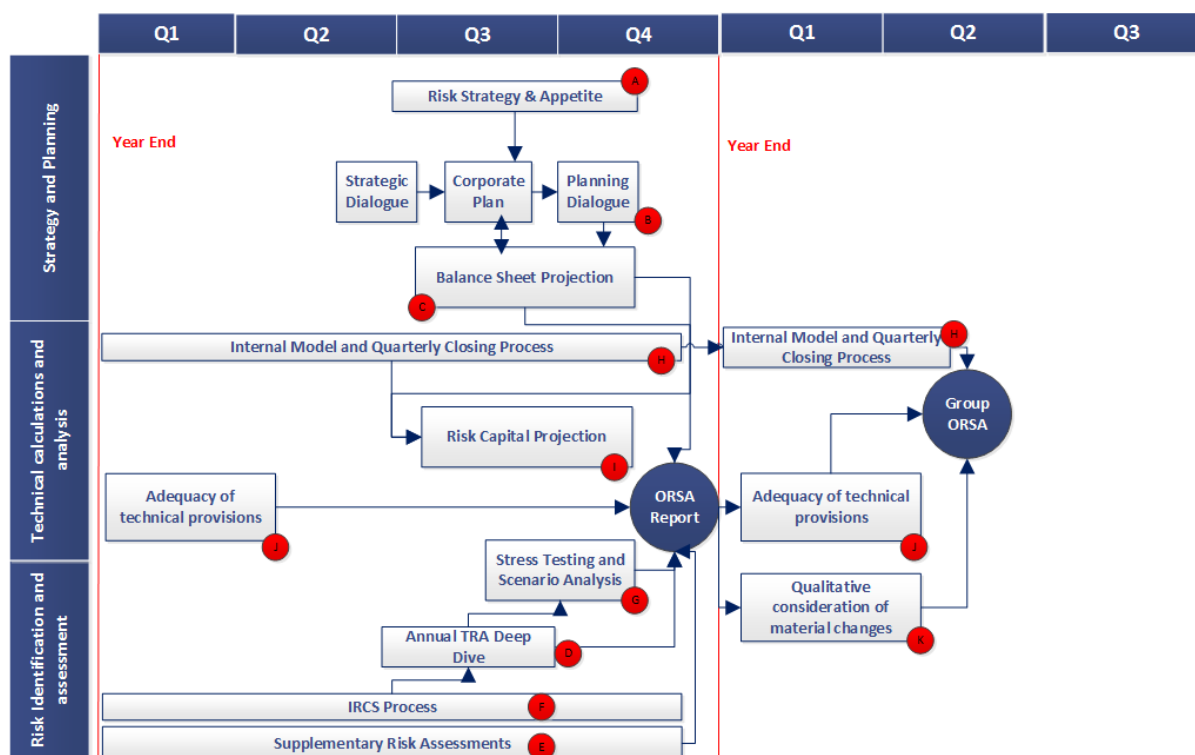 Q1
Q2
Q3
Q4
Q1
Q2
Q3
Strategy and Planning
Technical calculations and
analysis
Risk Identification and
assessment
Year End
Year End
Risk Strategy & Appetite
A
Strategic
Dialogue
Corporate
Plan
Planning
Dialogue
B
Balance Sheet Projection
C
Internal Model and Quarterly Closing Process
H
Internal Model and Quarterly
Closing Process
H
Group
ORSA
Risk Capital Projection
I
Adequacy of
technical provisions
J
ORSA
Report
Adequacy of technical
provisions
J
Stress Testing and
Scenario Analysis
G
Qualitative
consideration of
material changes
K
Annual TRA Deep
Dive
D
IRCS Process
F
Supplementary Risk Assessments
E